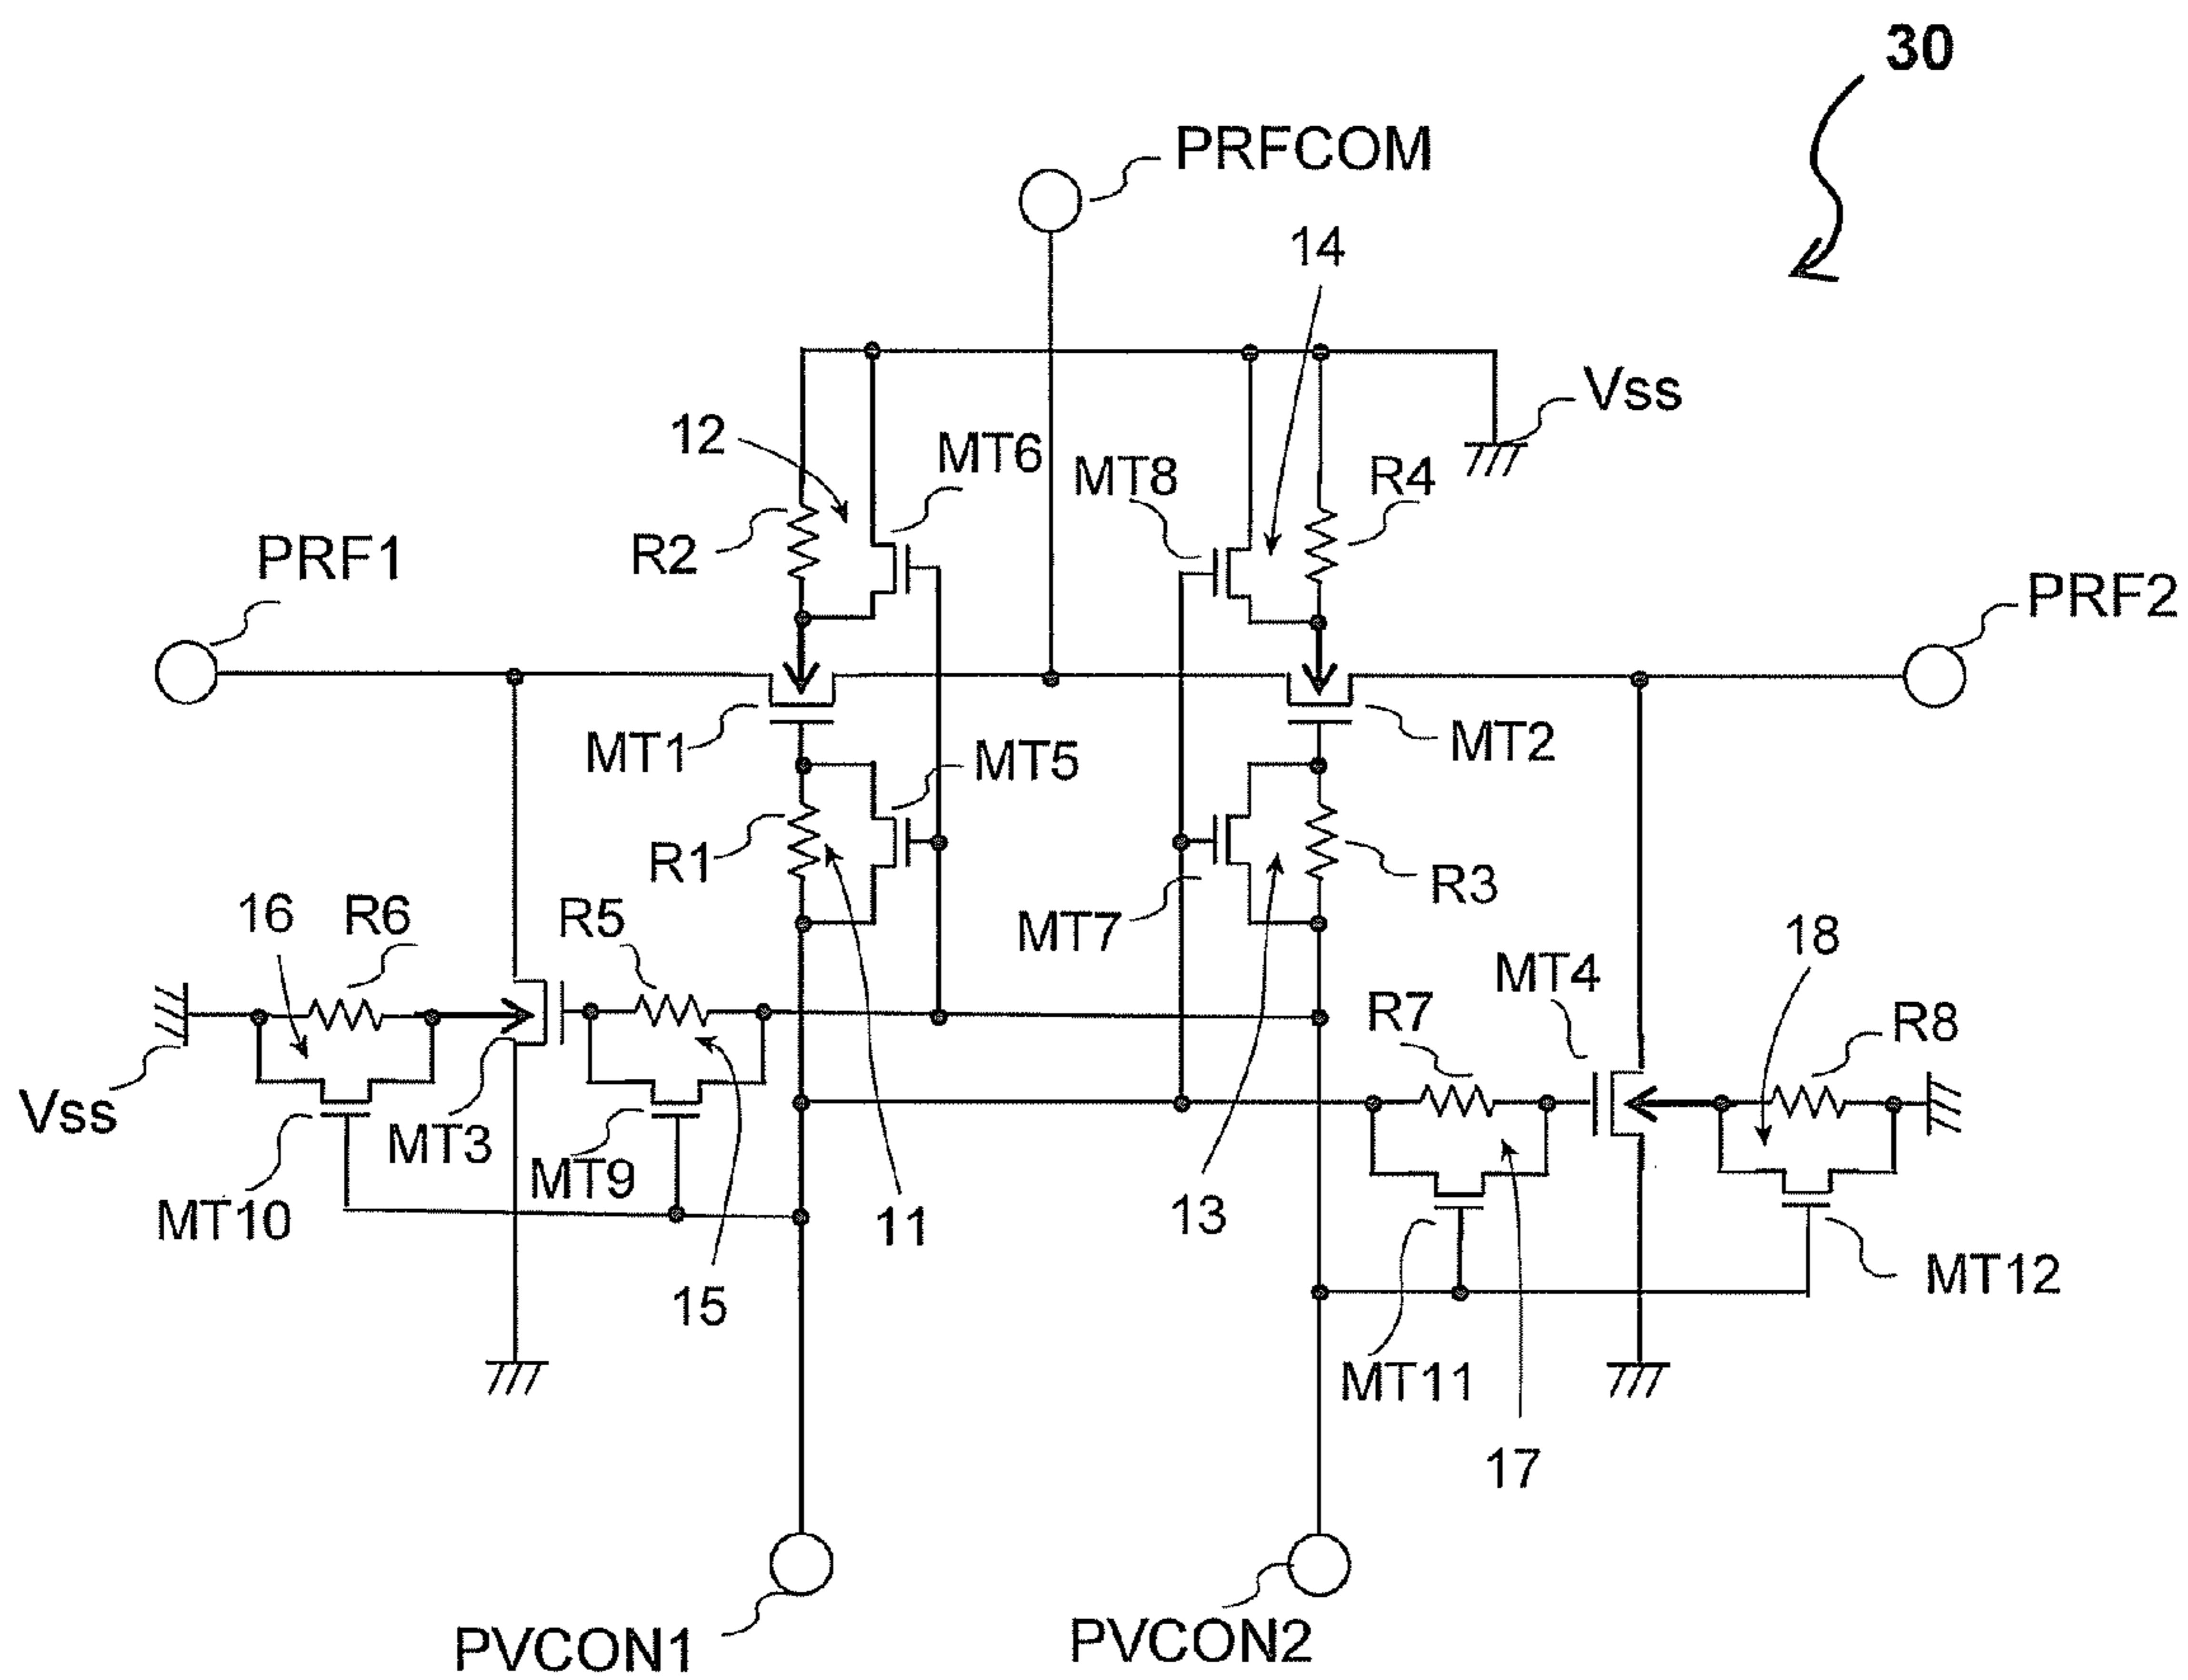 30
PRFCOM
14
Vss
12
MT6
MT8
R4
R2
PRF1
PRF2
MT1
MT5
MT2
R1
R3
16
R6
R5
MT7
18
MT4
R7
R8
Vss
MT3
MT9
MT10
11
13
15
MT12
MT11
17
PVCON1
PVCON2